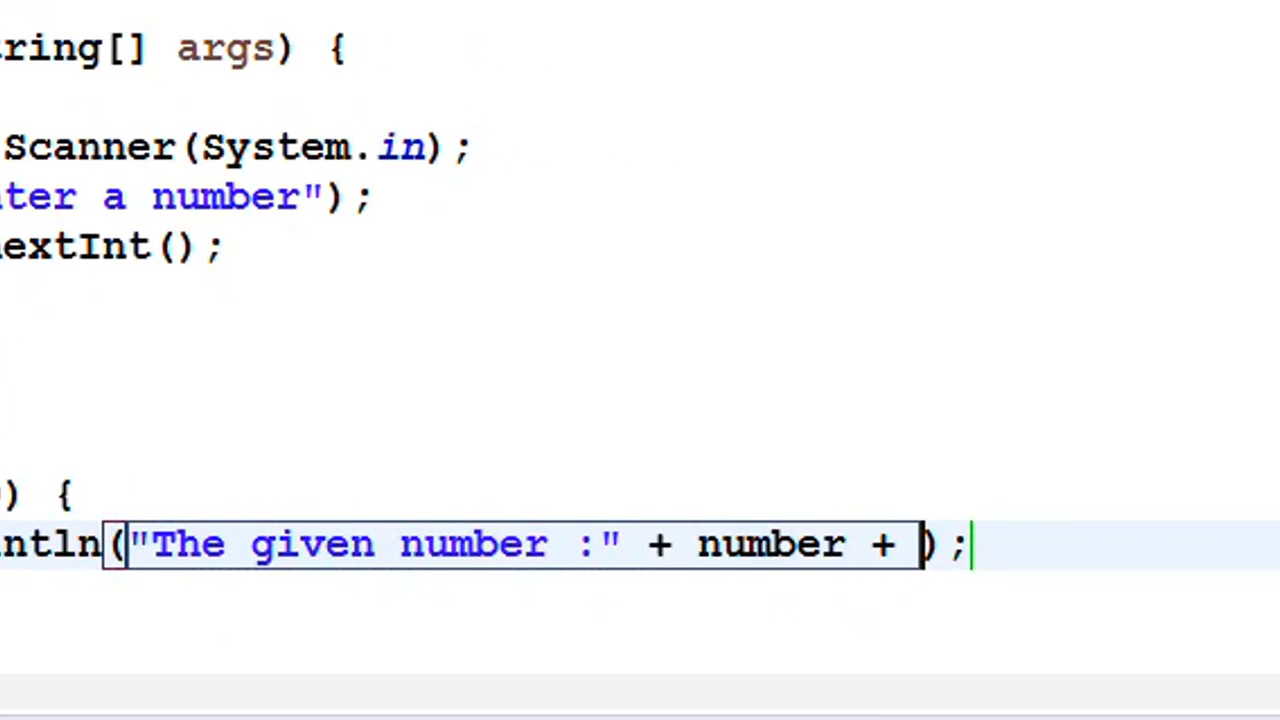 ring[] args) {
Scanner(System.in);
ter a number");
extInt();
) {
ntln("The given number :" + number + );